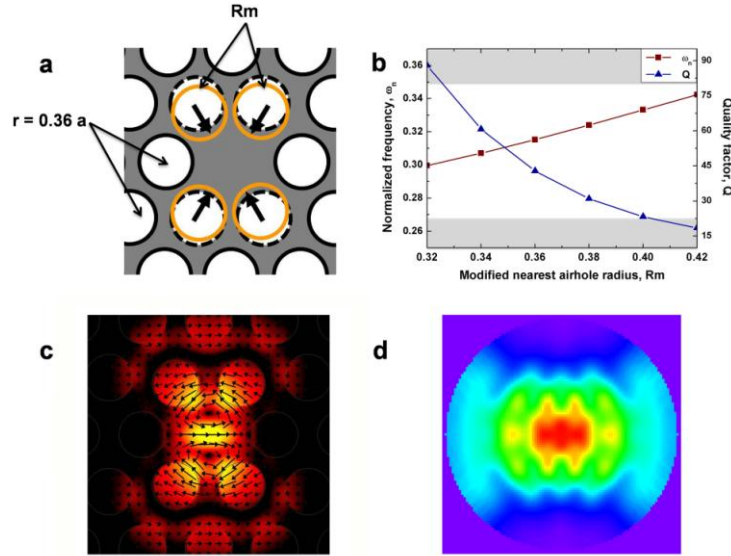 a
Rm
r = 0.36 a
b
0.36
0.34
0.32
0.30
0.28
0.26
Normalized frequency, ωn
ωn
Q
90
75
60
45
30
15
Quality factor, Q
0.32 0.34 0.36 0.38 0.40 0.42
Modified nearest airhole radius, Rm
c
d